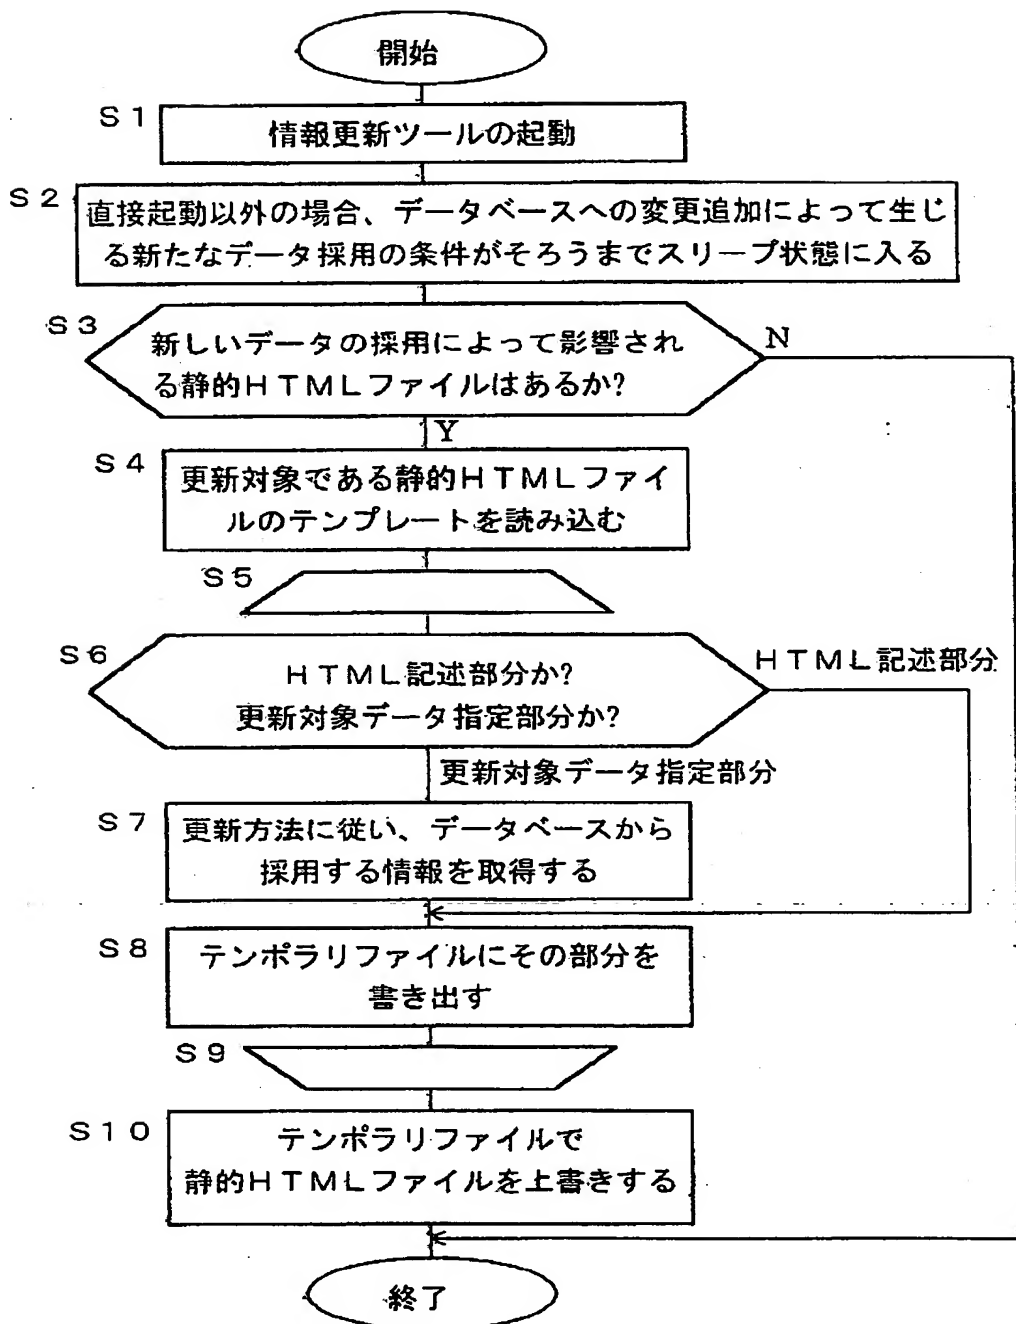 開始
S1
情報更新ツールの起動
S2
直接起動以外の場合、データベースへの変更追加によって生じ
る新たなデータ採用の条件がそろうまでスリープ状態に入る
S3
新しいデータの採用によって影響され
る静的HTMLファイルはあるか?
N
Y
S4
更新対象である静的HTMLファイ
ルのテンプレートを読み込む
S5
S6
HTML記述部分か?
更新対象データ指定部分か?
HTML記述部分
更新対象データ指定部分
S7
更新方法に従い、データベースから
採用する情報を取得する
S8
テンポラリファイルにその部分を
書き出す
S9
S10
テンポラリファイルで
静的HTMLファイルを上書きする
終了